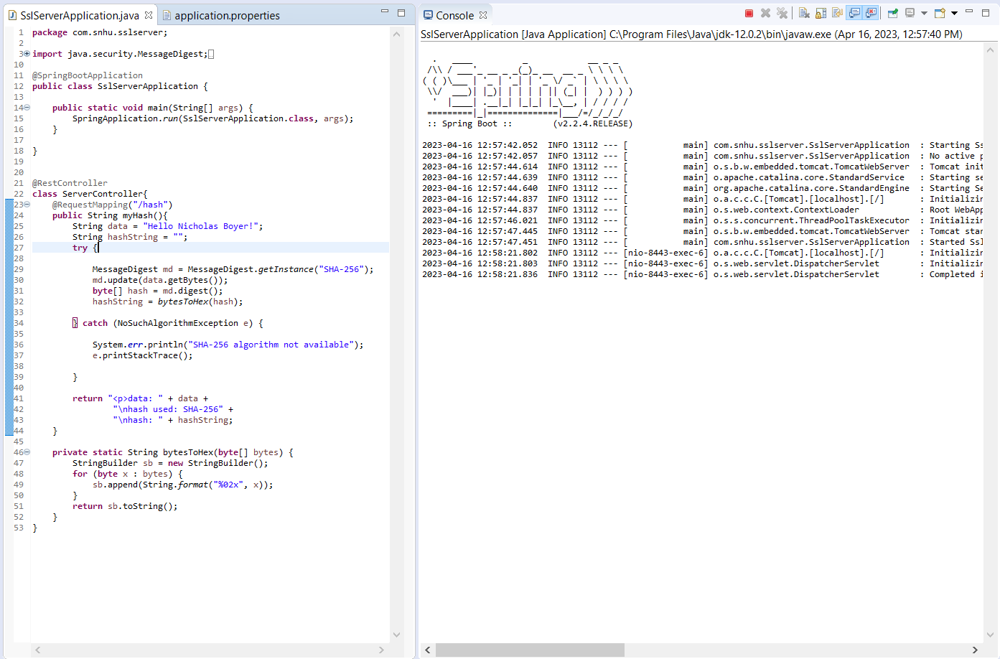 SslServerApplication.java
application.properties
1 package com.snhu.sslserver;
2
3 import java.security.MessageDigest;
10
11 @SpringBootApplication
12 public class SslServerApplication {
13
14 public static void main(String[] args) {
15 SpringApplication.run(SslServerApplication.class, args);
16 }
17
18 }
19
20
21 @RestController
22 class ServerController{
23 @RequestMapping("/hash")
24 public String myHash(){
25 String data = "Hello Nicholas Boyer!";
26 String hashString = "";
27 try {
28
29 MessageDigest md = MessageDigest.getInstance("SHA-256");
30 md.update(data.getBytes());
31 byte[] hash = md.digest();
32 hashString = bytesToHex(hash);
33
34 } catch (NoSuchAlgorithmException e) {
35
36 System.err.println("SHA-256 algorithm not available");
37 e.printStackTrace();
38
39 }
40
41 return "<p>data: " + data +
42 "\nhash used: SHA-256" +
43 "\nhash: " + hashString;
44 }
45
46 private static String bytesToHex(byte[] bytes) {
47 StringBuilder sb = new StringBuilder();
48 for (byte x : bytes) {
49 sb.append(String.format("%02x", x));
50 }
51 return sb.toString();
52 }
53 }
Console
SslServerApplication [Java Application] C:\Program Files\Java\jdk-12.0.2\bin\javaw.exe (Apr 16, 2023, 12:57:40 PM)
  .   ____          _            __ _ _
 /\\ / ___'_ __ _ _(_)_ __  __ _ \ \ \ \
( ( )\___ | '_ | '_| | '_ \/ _` | \ \ \ \
 \\/  ___)| |_)| | | | | || (_| |  ) ) ) )
  '  |____| .__|_| |_|_| |_\__, | / / / /
 =========|_|==============|___/=/_/_/_/
 :: Spring Boot ::        (v2.2.4.RELEASE)
2023-04-16 12:57:42.052 INFO 13112 --- [ main] com.snhu.sslserver.SslServerApplication : Starting Ss
2023-04-16 12:57:42.057 INFO 13112 --- [ main] com.snhu.sslserver.SslServerApplication : No active p
2023-04-16 12:57:44.614 INFO 13112 --- [ main] o.s.b.w.embedded.tomcat.TomcatWebServer : Tomcat init
2023-04-16 12:57:44.639 INFO 13112 --- [ main] o.apache.catalina.core.StandardService : Starting se
2023-04-16 12:57:44.640 INFO 13112 --- [ main] org.apache.catalina.core.StandardEngine : Starting Se
2023-04-16 12:57:44.837 INFO 13112 --- [ main] o.a.c.c.C.[Tomcat].[localhost].[/] : Initializin
2023-04-16 12:57:44.837 INFO 13112 --- [ main] o.s.web.context.ContextLoader : Root WebApp
2023-04-16 12:57:46.021 INFO 13112 --- [ main] o.s.s.concurrent.ThreadPoolTaskExecutor : Initializin
2023-04-16 12:57:47.445 INFO 13112 --- [ main] o.s.b.w.embedded.tomcat.TomcatWebServer : Tomcat star
2023-04-16 12:57:47.451 INFO 13112 --- [ main] com.snhu.sslserver.SslServerApplication : Started Ssl
2023-04-16 12:58:21.802 INFO 13112 --- [nio-8443-exec-6] o.a.c.c.C.[Tomcat].[localhost].[/] : Initializin
2023-04-16 12:58:21.803 INFO 13112 --- [nio-8443-exec-6] o.s.web.servlet.DispatcherServlet : Initializin
2023-04-16 12:58:21.836 INFO 13112 --- [nio-8443-exec-6] o.s.web.servlet.DispatcherServlet : Completed i